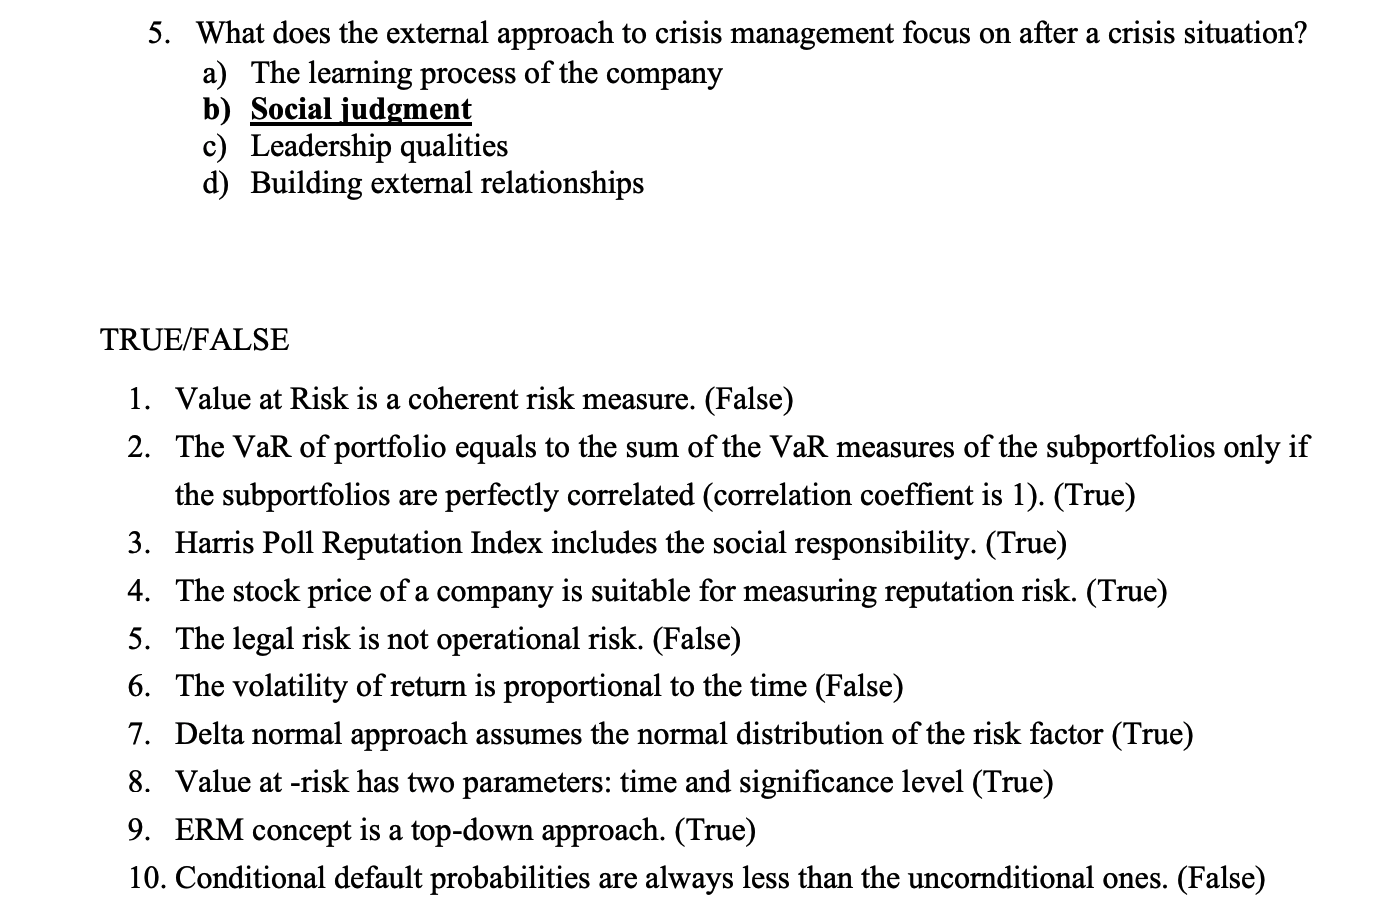 5. What does the external approach to crisis management focus on after a crisis situation?
a) The learning process of the company
b) Social judgment
c) Leadership qualities
d) Building external relationships
TRUE/FALSE
1. Value at Risk is a coherent risk measure. (False)
2. The VaR of portfolio equals to the sum of the VaR measures of the subportfolios only if
the subportfolios are perfectly correlated (correlation coeffient is 1). (True)
3. Harris Poll Reputation Index includes the social responsibility. (True)
4. The stock price of a company is suitable for measuring reputation risk. (True)
5. The legal risk is not operational risk. (False)
6. The volatility of return is proportional to the time (False)
7. Delta normal approach assumes the normal distribution of the risk factor (True)
8. Value at -risk has two parameters: time and significance level (True)
9. ERM concept is a top-down approach. (True)
10. Conditional default probabilities are always less than the uncornditional ones. (False)